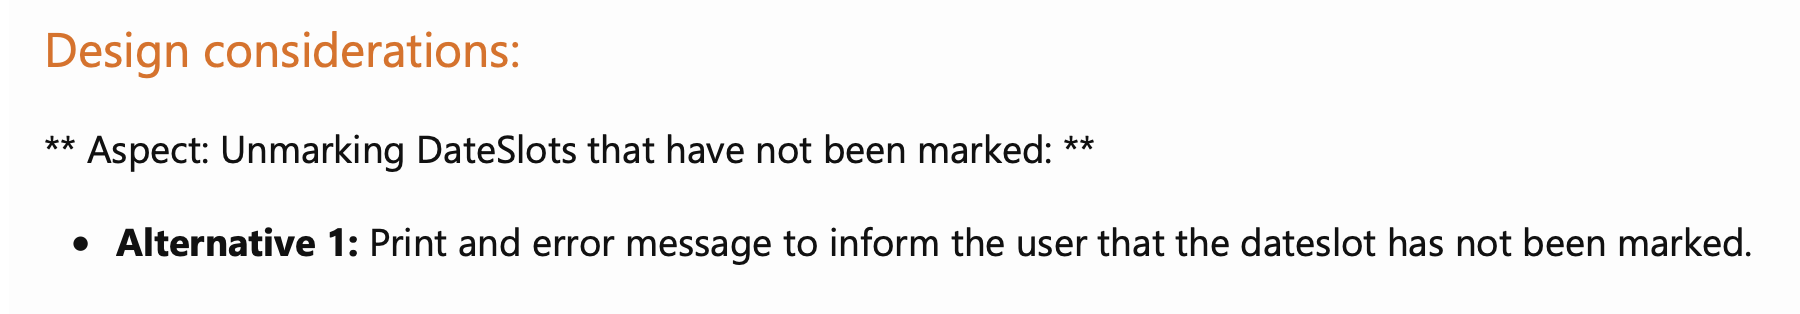 Design considerations:
** Aspect: Unmarking DateSlots that have not been marked: **
• Alternative 1: Print and error message to inform the user that the dateslot has not been marked.